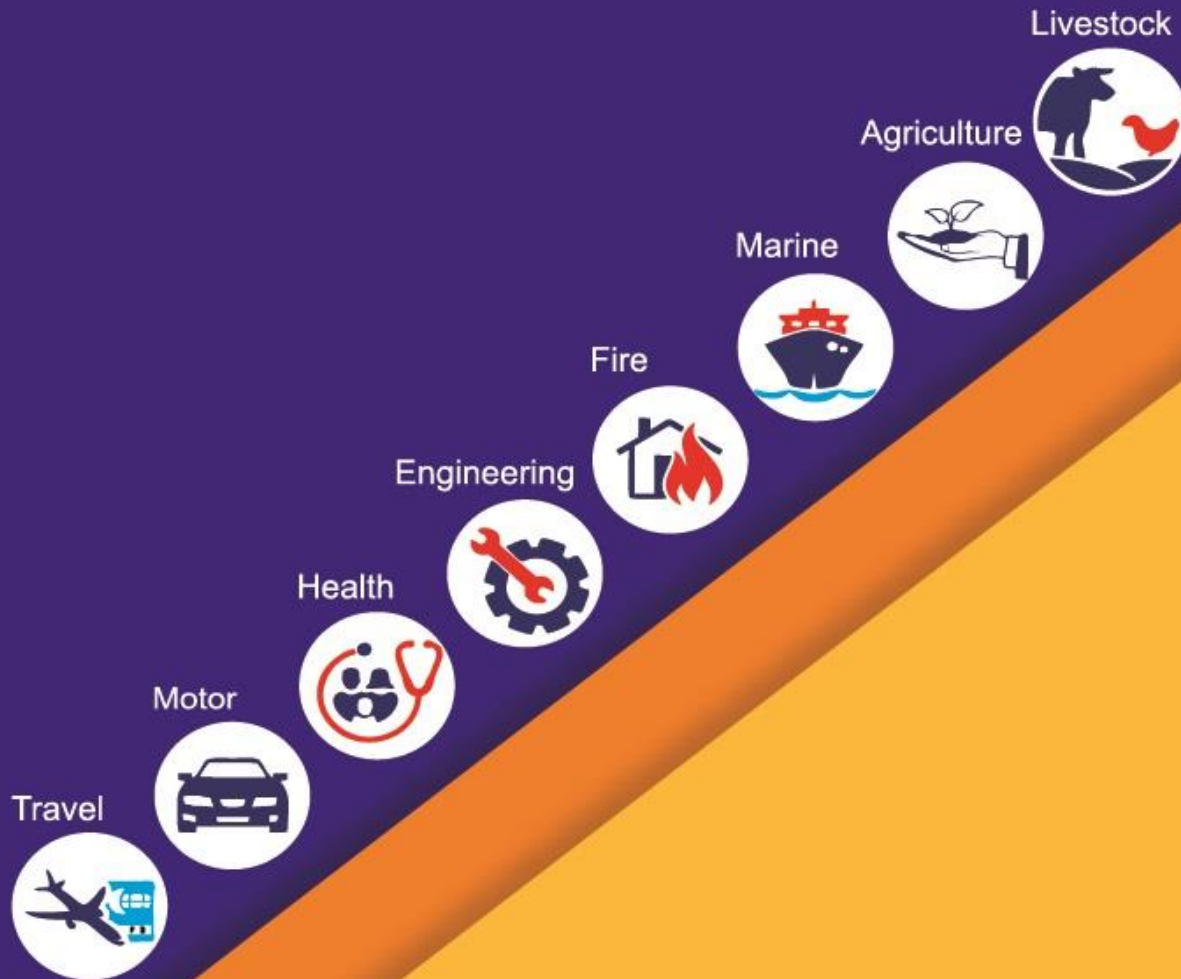 Livestock
Agriculture
Marine
Fire
Engineering
Health
Motor
Travel